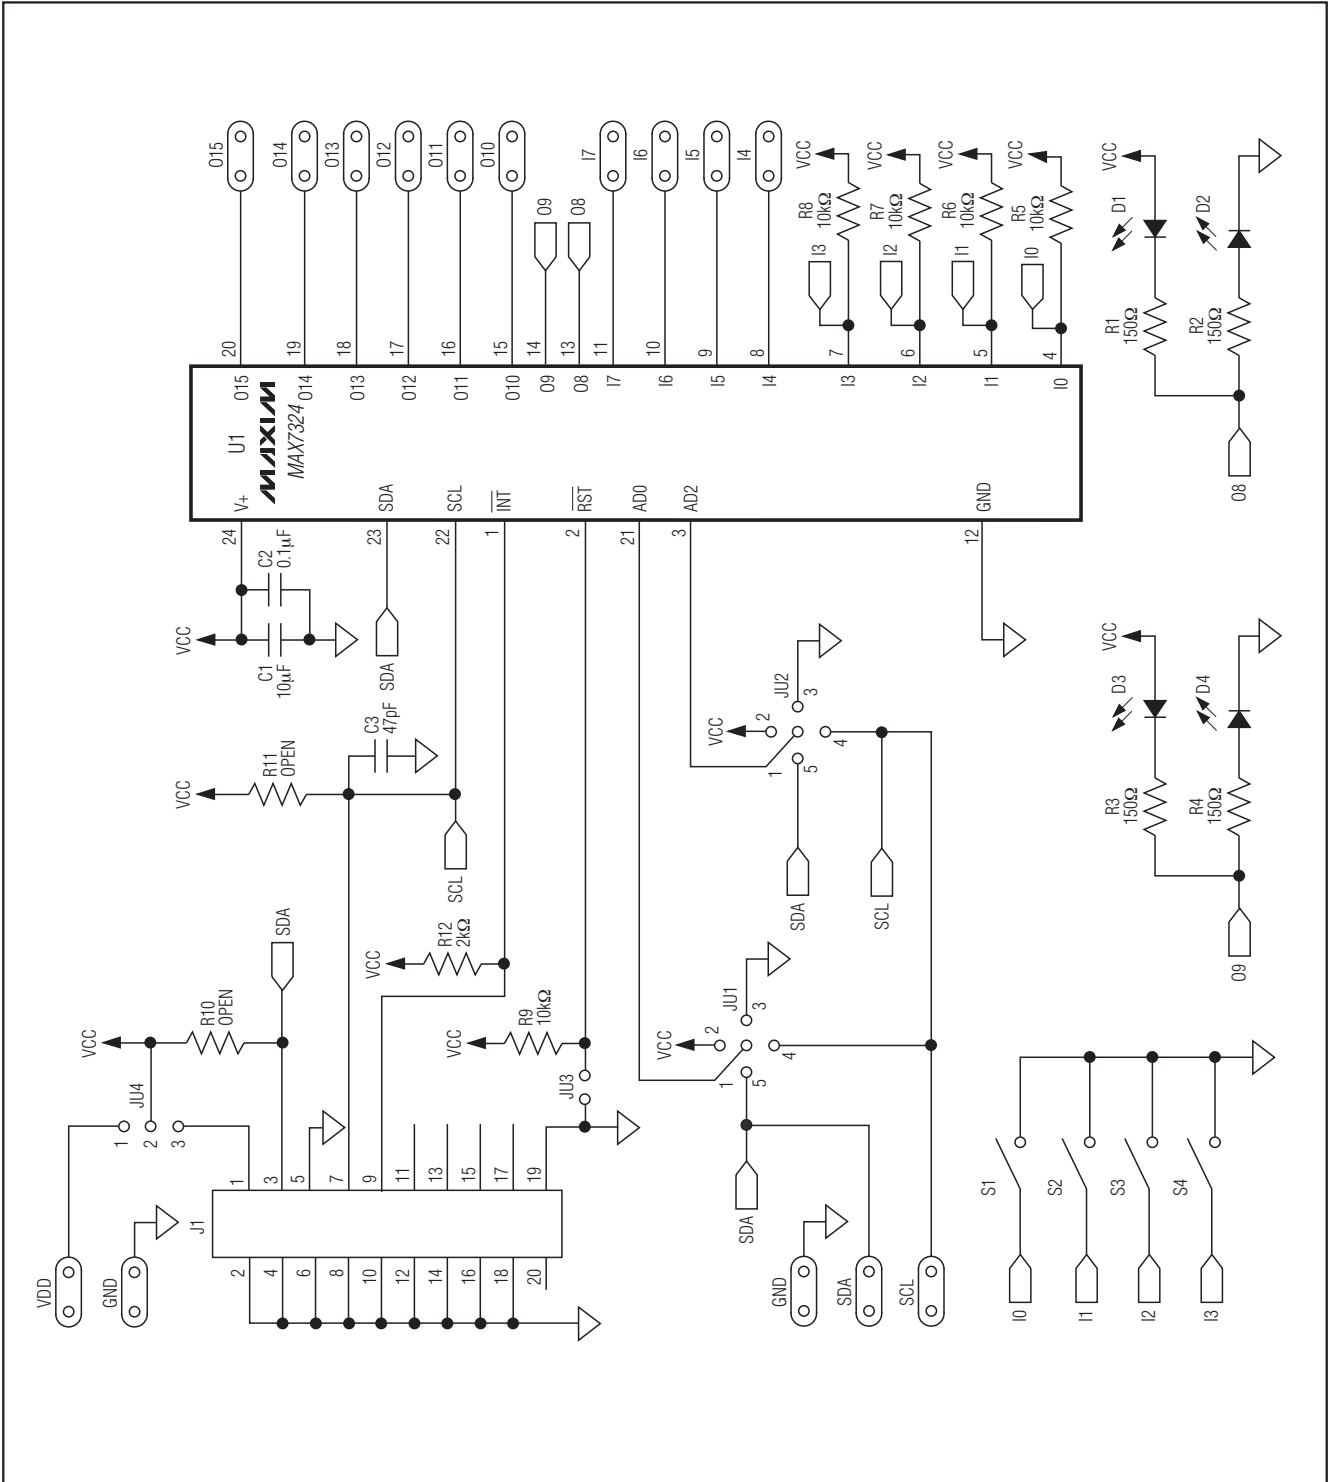 VDD
GND
J1
2
4
6
8
10
12
14
16
18
20
1
3
5
7
9
11
13
15
17
19
1
2
3
JU4
VCC
R10
OPEN
SDA
VCC
R11
OPEN
C3
47pF
SCL
VCC
R12
2kΩ
VCC
R9
10kΩ
JU3
VCC
C1
10µF
C2
0.1µF
SDA
VCC
JU1
1
2
3
4
5
SDA
GND
SDA
SCL
VCC
JU2
1
2
3
4
5
SDA
SCL
U1
MAXIM
MAX7324
24
V+
23
SDA
22
SCL
1
INT
2
RST
21
AD0
3
AD2
12
GND
O15
20
O15
O14
19
O14
O13
18
O13
O12
17
O12
O11
16
O11
O10
15
O10
O9
14
O9
O8
13
O8
I7
11
I7
I6
10
I6
I5
9
I5
I4
8
I4
I3
7
I3
R8
10kΩ
VCC
I2
6
I2
R7
10kΩ
VCC
I1
5
I1
R6
10kΩ
VCC
I0
4
I0
R5
10kΩ
VCC
O8
R1
150Ω
D1
VCC
R2
150Ω
D2
O9
R3
150Ω
D3
VCC
R4
150Ω
D4
I0
S1
I1
S2
I2
S3
I3
S4